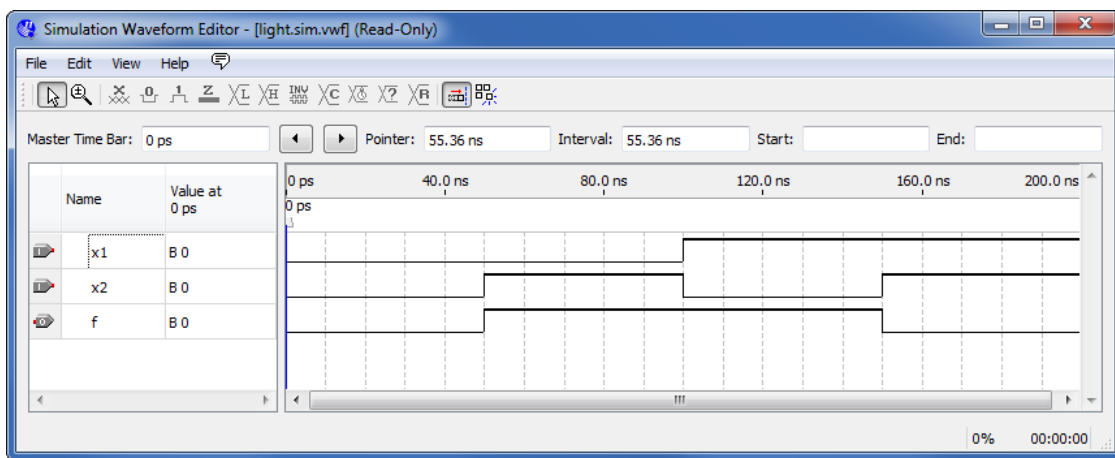 Simulation Waveform Editor - [light.sim.vwf] (Read-Only)
File Edit View Help
Master Time Bar: 0 ps Pointer: 55.36 ns Interval: 55.36 ns Start: End:
Name Value at 0 ps
0 ps 40.0 ns 80.0 ns 120.0 ns 160.0 ns 200.0 ns
0 ps
x1 B 0
x2 B 0
f B 0
0% 00:00:00